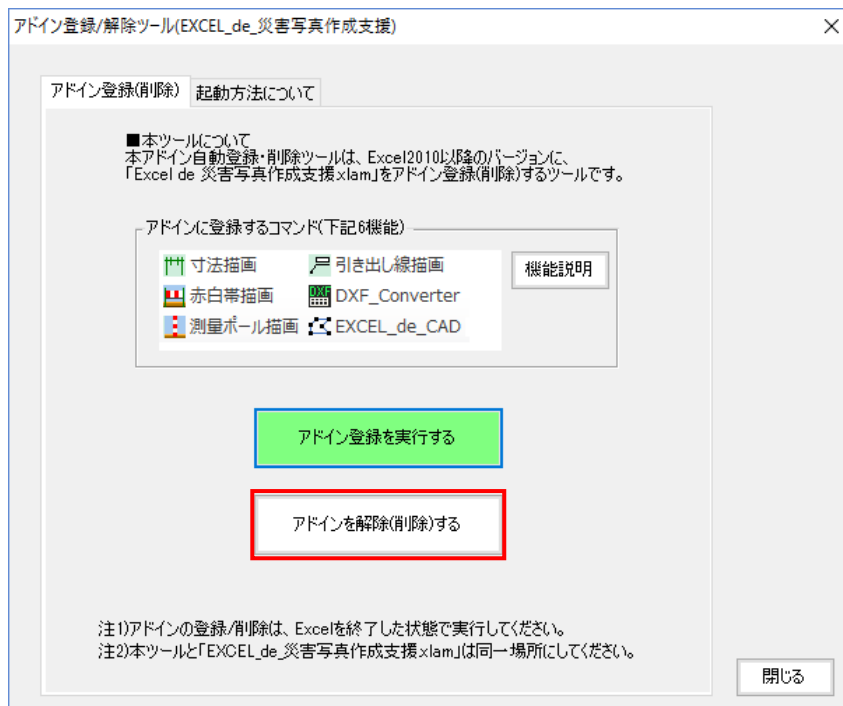 アドイン登録/解除ツール(EXCEL_de_災害写真作成支援)
アドイン登録(削除)
起動方法について
■本ツールについて
本アドイン自動登録・削除ツールは、Excel2010以降のバージョンに、
「Excel de 災害写真作成支援.xlam」をアドイン登録(削除)するツールです。
アドインに登録するコマンド(下記6機能)
寸法描画
引き出し線描画
機能説明
赤白帯描画
DXF_Converter
測量ポール描画
EXCEL_de_CAD
アドイン登録を実行する
アドインを解除(削除)する
注1)アドインの登録/削除は、Excelを終了した状態で実行してください。
注2)本ツールと「EXCEL_de_災害写真作成支援.xlam」は同一場所にしてください。
閉じる